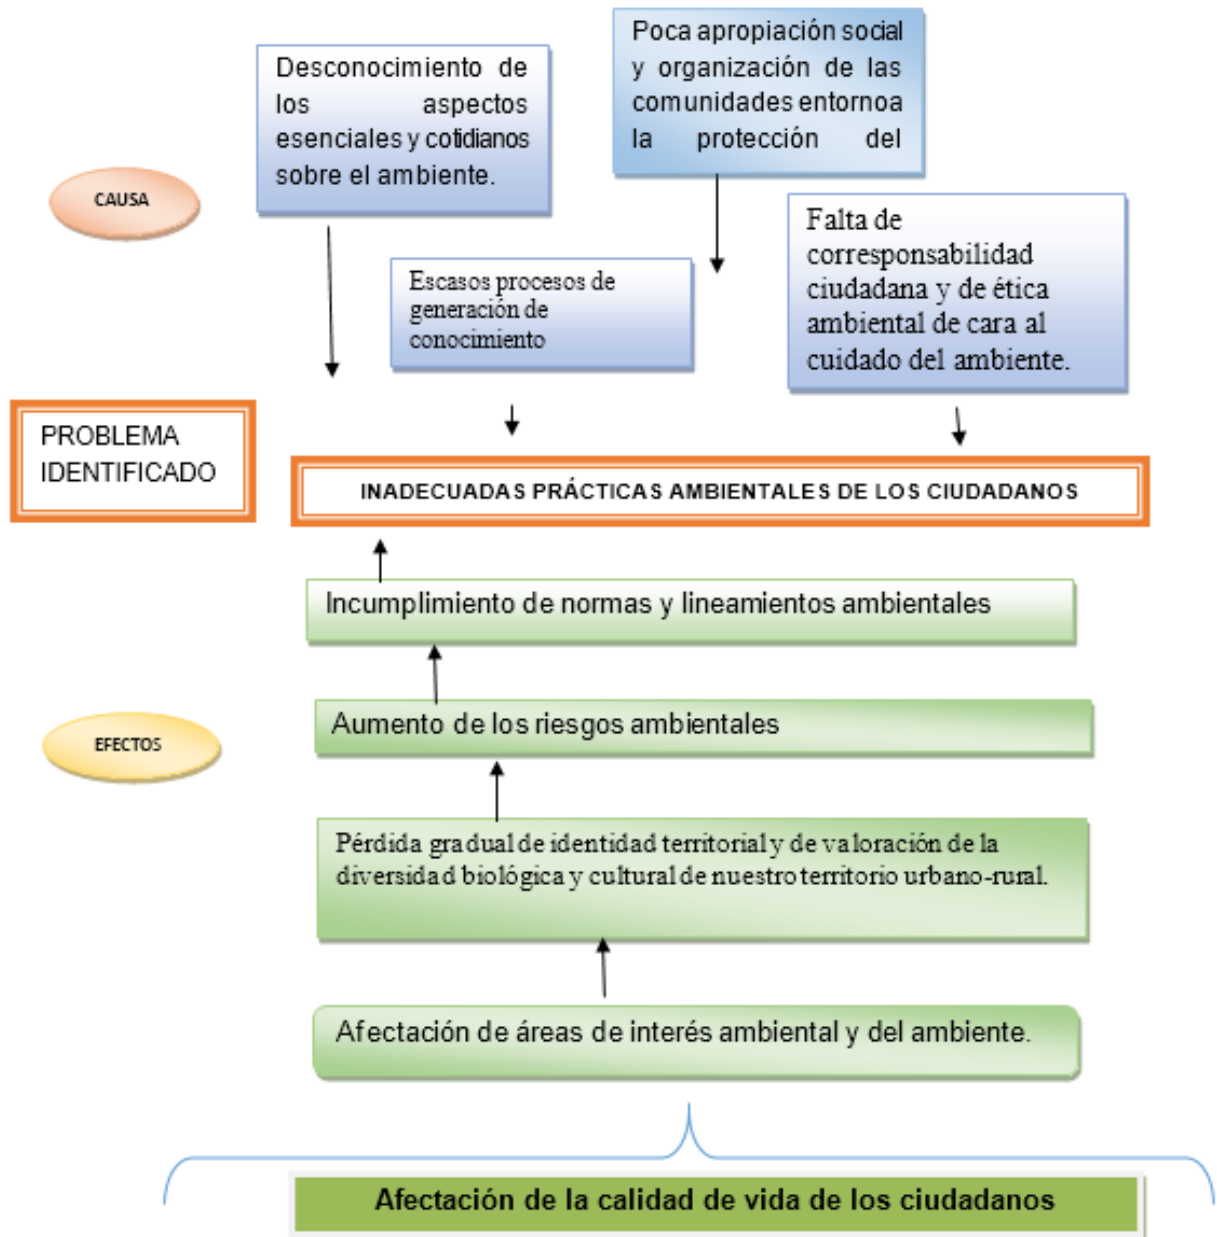 Desconocimiento de
los aspectos
esenciales y cotidianos
sobre el ambiente.
Poca apropiación social
y organización de las
comunidades entornoa
la protección del
CAUSA
Escasos procesos de
generación de
conocimiento
Falta de
corresponsabilidad
ciudadana y de ética
ambiental de cara al
cuidado del ambiente.
PROBLEMA
IDENTIFICADO
INADECUADAS PRÁCTICAS AMBIENTALES DE LOS CIUDADANOS
Incumplimiento de normas y lineamientos ambientales
Aumento de los riesgos ambientales
EFECTOS
Pérdida gradual de identidad territorial y de valoración de la
diversidad biológica y cultural de nuestro territorio urbano-rural.
Afectación de áreas de interés ambiental y del ambiente.
Afectación de la calidad de vida de los ciudadanos